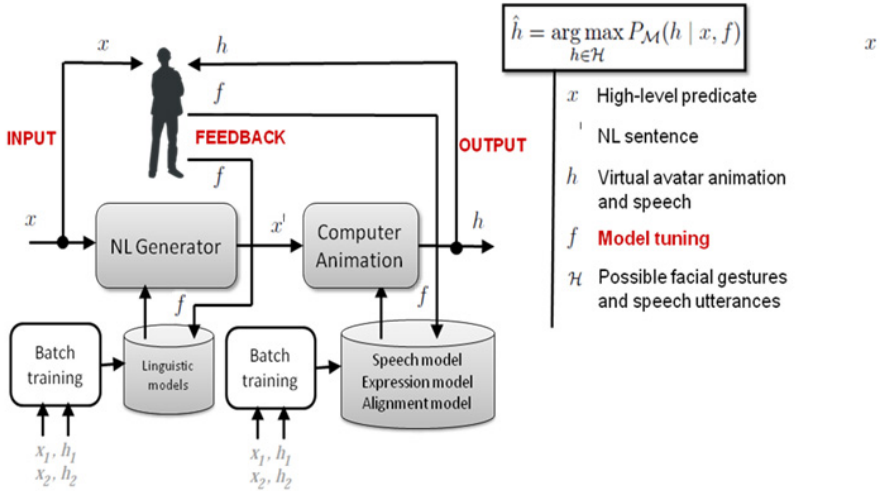 x
h
ĥ = arg max P_M(h | x, f)
h∈ℋ
x
f
x High-level predicate
INPUT
FEEDBACK
OUTPUT
' NL sentence
f
h Virtual avatar animation
and speech
x
NL Generator
x'
Computer
Animation
h
f Model tuning
ℋ Possible facial gestures
and speech utterances
f
f
Batch
training
Linguistic
models
Batch
training
Speech model
Expression model
Alignment model
x₁, h₁
x₂, h₂
x₁, h₁
x₂, h₂